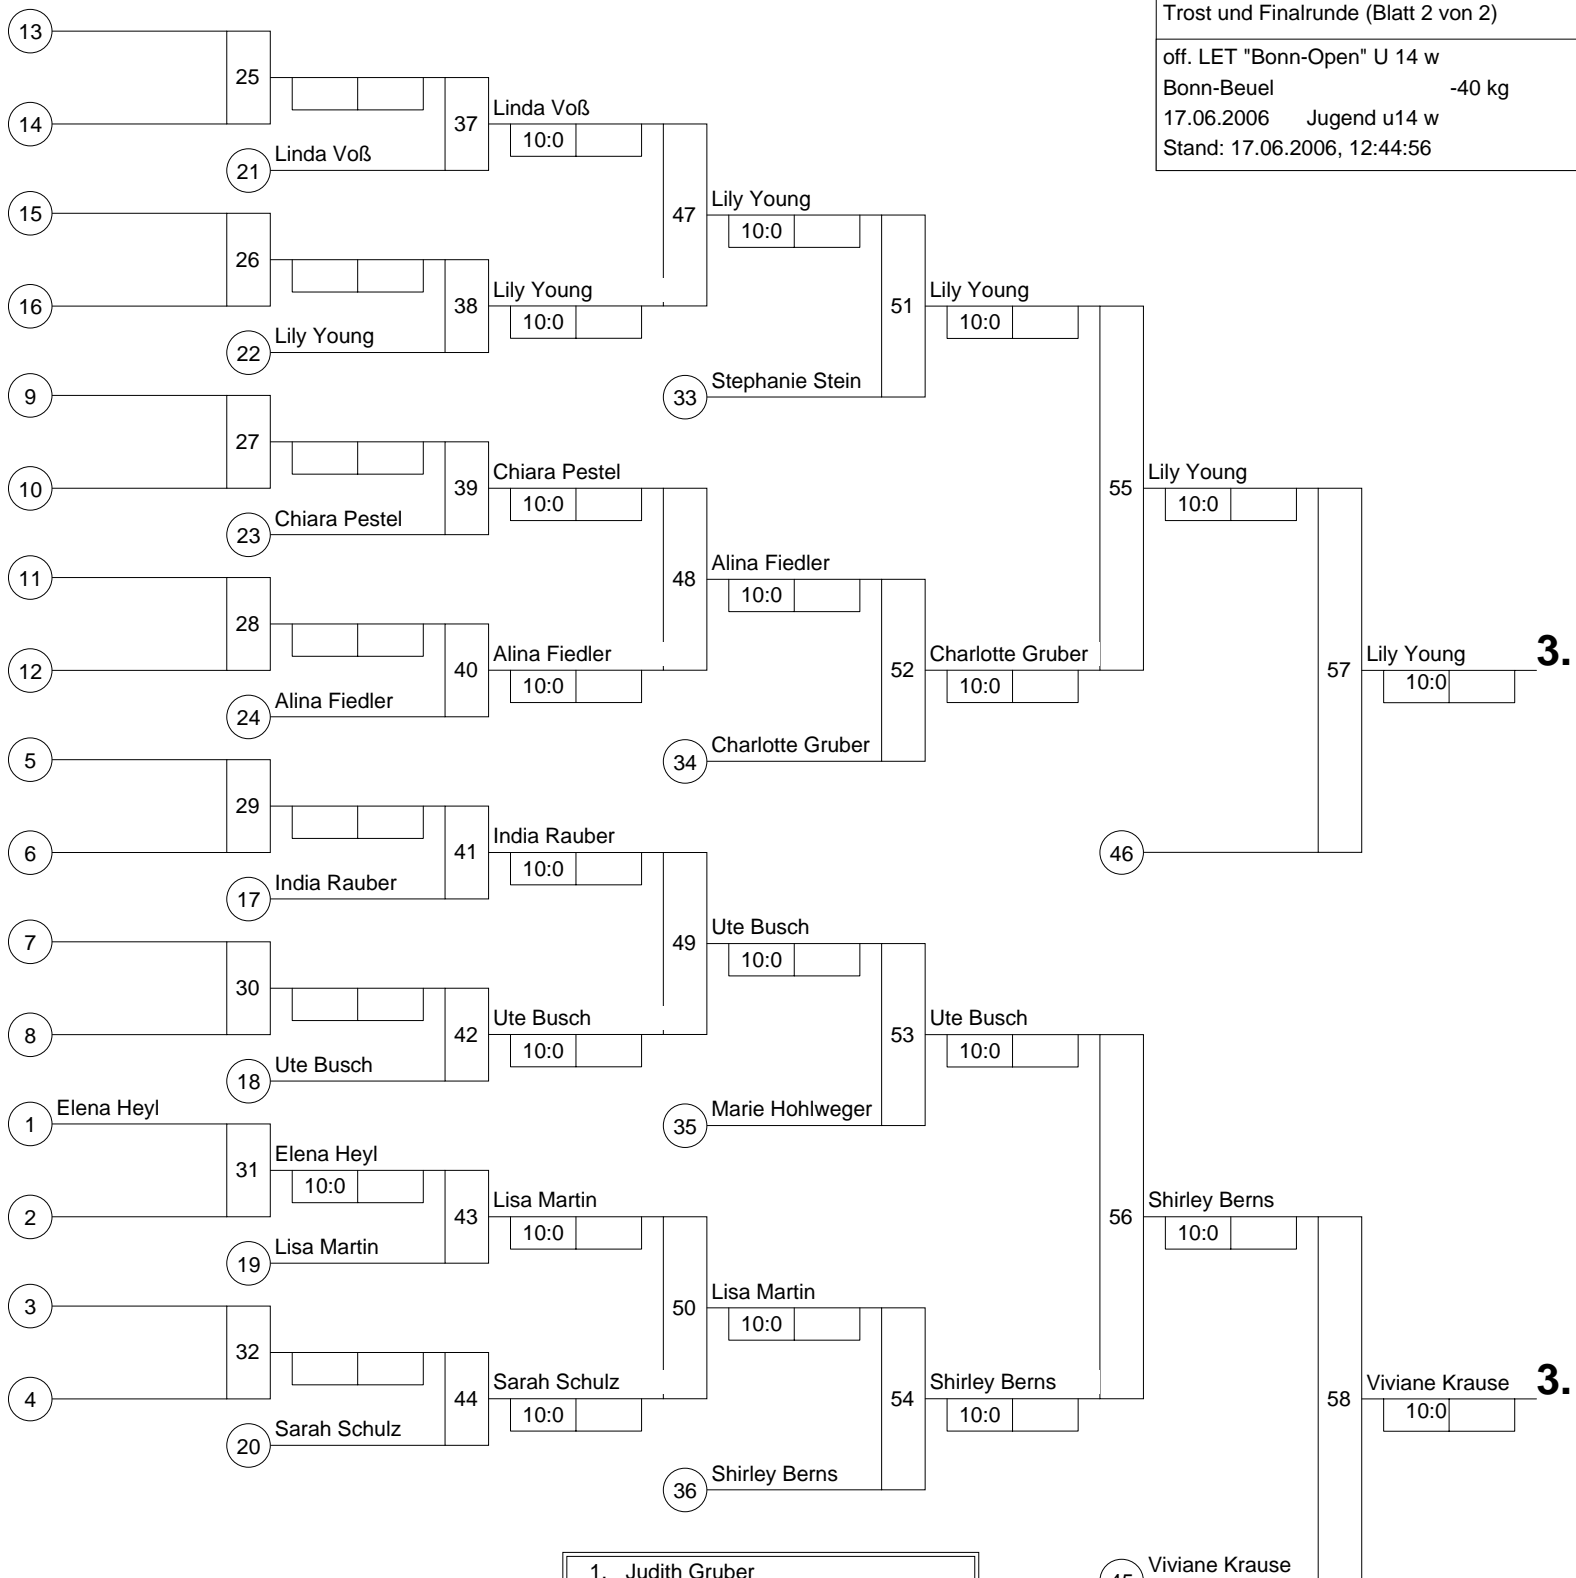 Trost und Finalrunde (Blatt 2 von 2)
off. LET "Bonn-Open" U 14 w
Bonn-Beuel -40 kg
17.06.2006 Jugend u14 w
Stand: 17.06.2006, 12:44:56
13
25
14
37
Linda Voß
10:0
21
Linda Voß
15
47
Lily Young
10:0
26
16
38
Lily Young
10:0
51
Lily Young
10:0
22
Lily Young
9
33
Stephanie Stein
27
10
39
Chiara Pestel
10:0
55
Lily Young
10:0
23
Chiara Pestel
11
48
Alina Fiedler
10:0
28
12
40
Alina Fiedler
10:0
52
Charlotte Gruber
10:0
57
Lily Young
10:0
3.
24
Alina Fiedler
5
34
Charlotte Gruber
29
6
41
India Rauber
10:0
46
17
India Rauber
7
49
Ute Busch
10:0
30
8
42
Ute Busch
10:0
53
Ute Busch
10:0
18
Ute Busch
1
Elena Heyl
35
Marie Hohlweger
31
Elena Heyl
10:0
2
43
Lisa Martin
10:0
56
Shirley Berns
10:0
19
Lisa Martin
3
50
Lisa Martin
10:0
32
4
44
Sarah Schulz
10:0
54
Shirley Berns
10:0
58
Viviane Krause
10:0
3.
20
Sarah Schulz
36
Shirley Berns
1. Judith Gruber
45
Viviane Krause